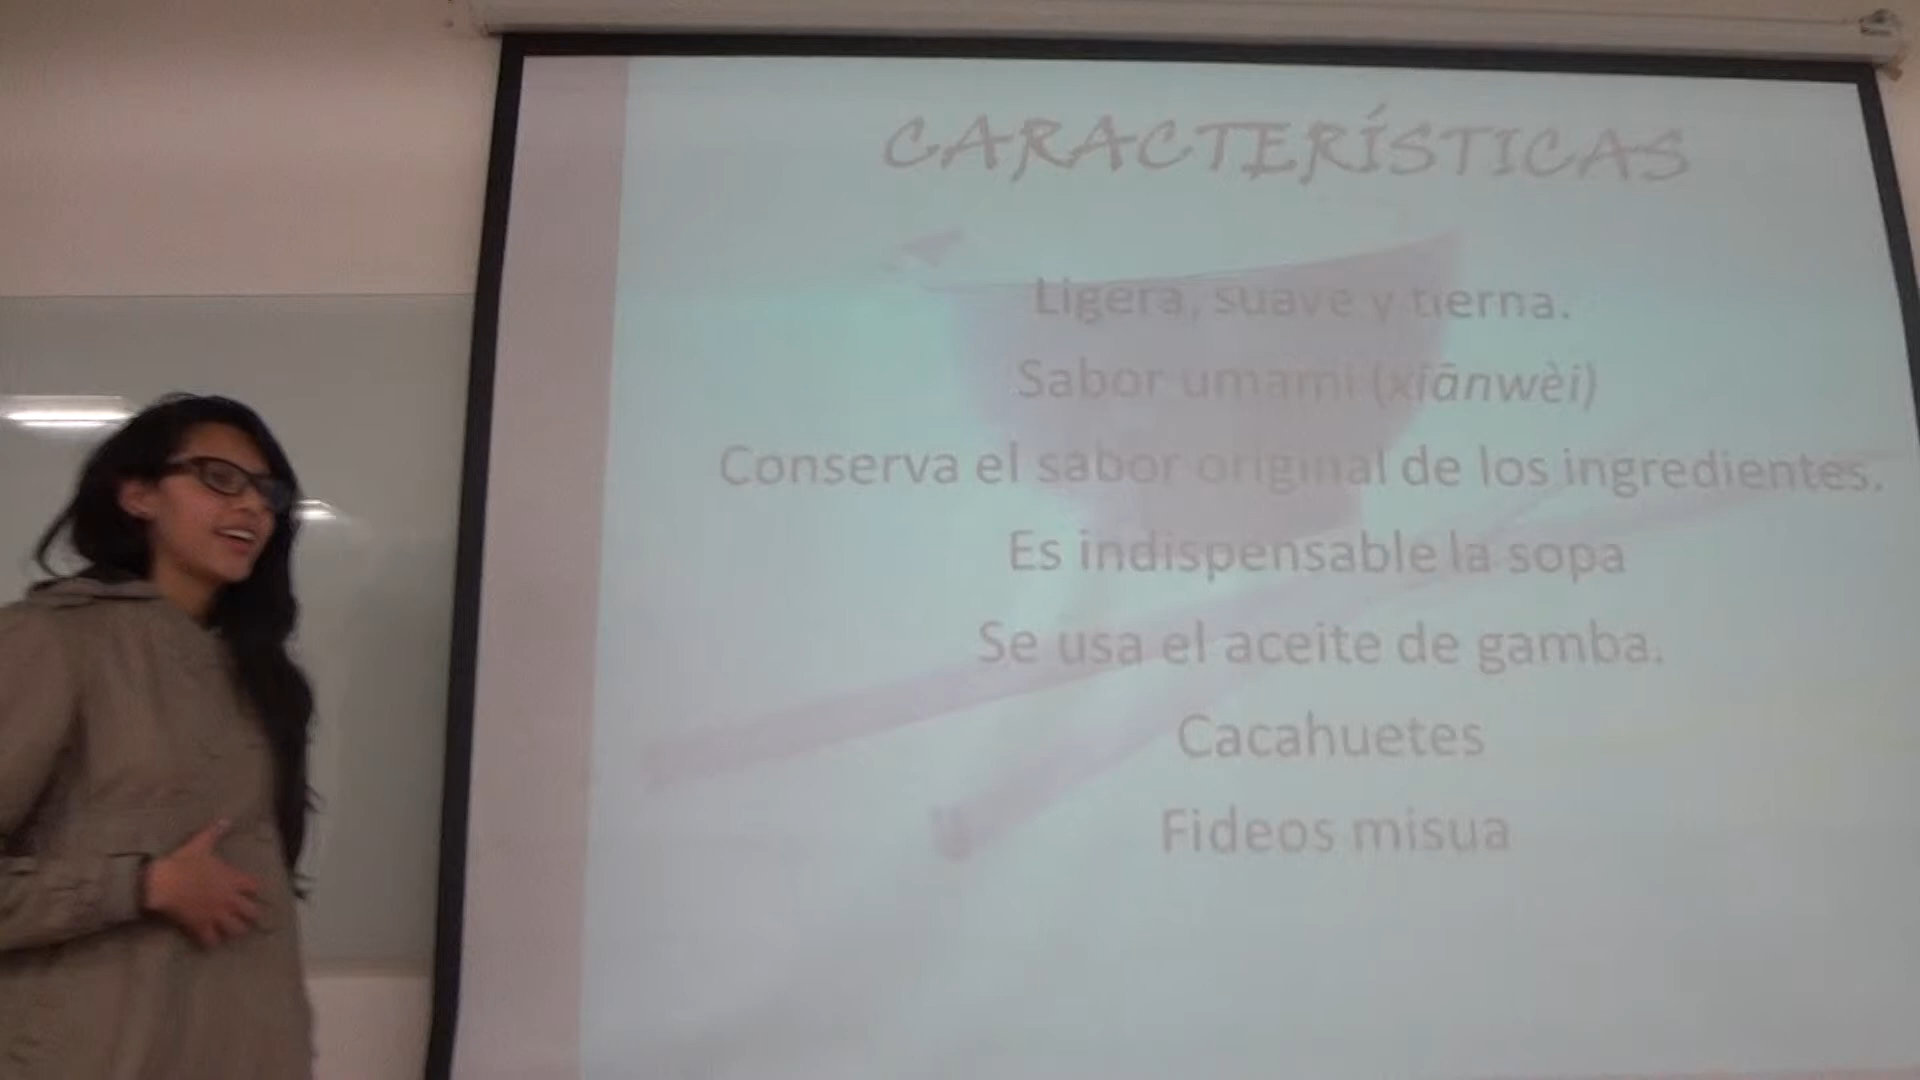 CARACTERÍSTICAS
Ligera, suave y tierna.
Sabor umami (xiānwèi)
Conserva el sabor original de los ingredientes.
Es indispensable la sopa
Se usa el aceite de gamba.
Cacahuetes
Fideos misua